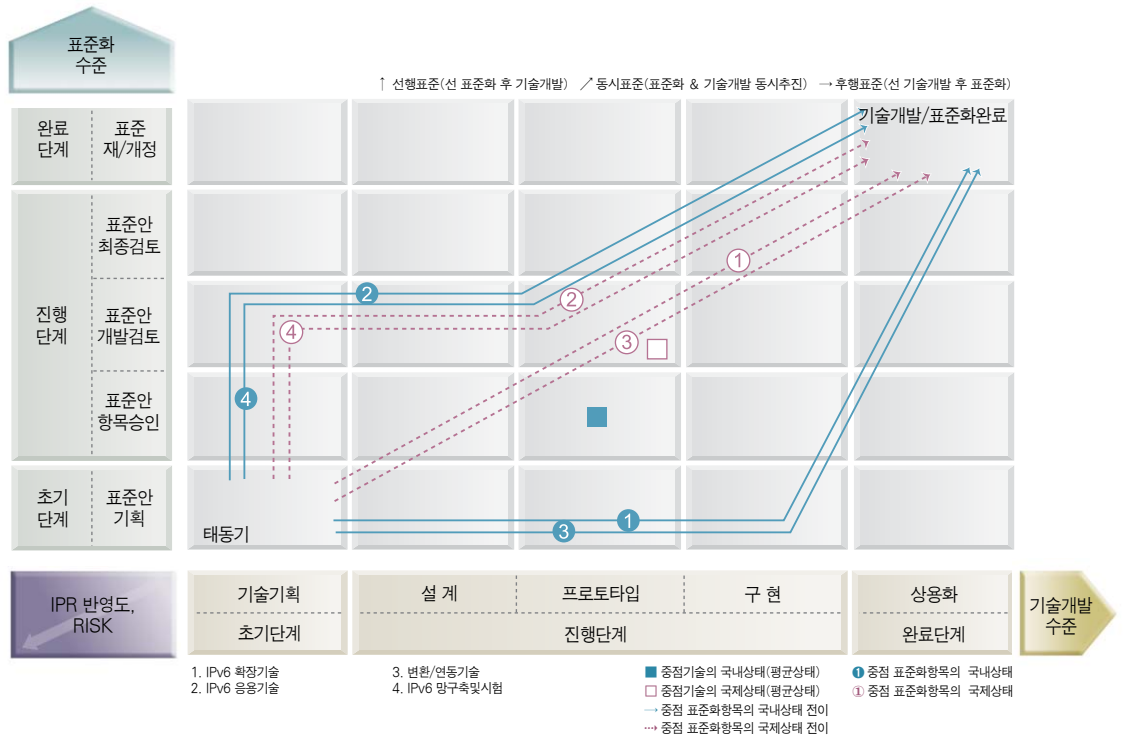 표준화
수준
↑ 선행표준(선 표준화 후 기술개발) ↗ 동시표준(표준화 & 기술개발 동시추진) → 후행표준(선 기술개발 후 표준화)
완료
단계
표준
재/개정
기술개발/표준화완료
진행
단계
표준안
최종검토
표준안
개발검토
표준안
항목승인
1
2
2
4
3
4
초기
단계
표준안
기획
태동기
1
3
IPR 반영도,
RISK
기술기획
설 계
프로토타입
구 현
상용화
초기단계
진행단계
완료단계
기술개발
수준
1. IPv6 확장기술
2. IPv6 응용기술
3. 변환/연동기술
4. IPv6 망구축및시험
중점기술의 국내상태(평균상태)
중점기술의 국제상태(평균상태)
→ 중점 표준화항목의 국내상태 전이
⇢ 중점 표준화항목의 국제상태 전이
❶ 중점 표준화항목의 국내상태
① 중점 표준화항목의 국제상태